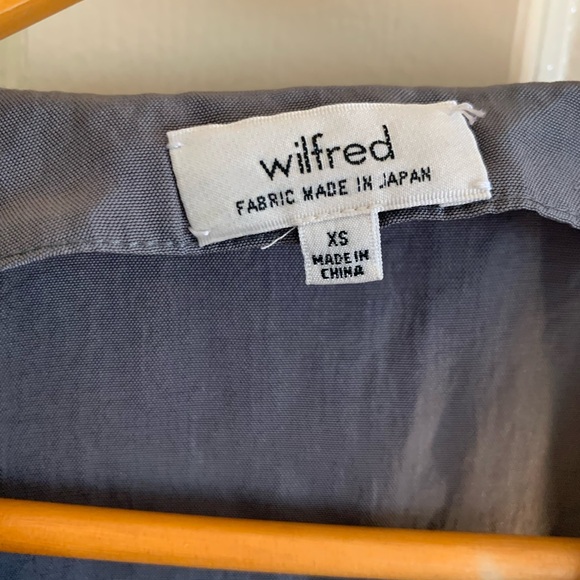 wilfred
FABRIC MADE IN JAPAN
XS
MADE IN
CHINA